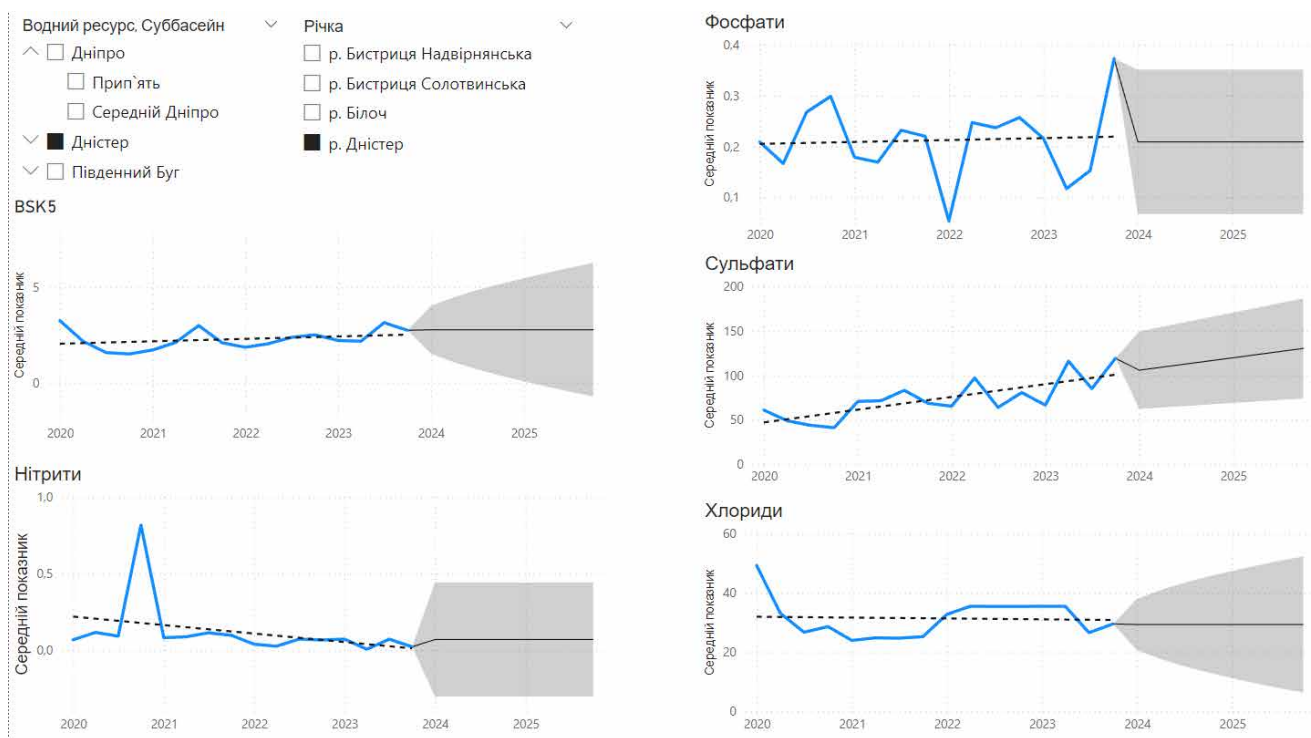 Водний ресурс, Суббасейн
Дніпро
Прип`ять
Середній Дніпро
Дністер
Південний Буг
Річка
р. Бистриця Надвірнянська
р. Бистриця Солотвинська
р. Білоч
р. Дністер
BSK5
Середній показник
5
0
2020 2021 2022 2023 2024 2025
Нітрити
Середній показник
1,0
0,5
0,0
2020 2021 2022 2023 2024 2025
Фосфати
Середній показник
0,4
0,3
0,2
0,1
2020 2021 2022 2023 2024 2025
Сульфати
Середній показник
200
150
100
50
0
2020 2021 2022 2023 2024 2025
Хлориди
Середній показник
60
40
20
0
2020 2021 2022 2023 2024 2025